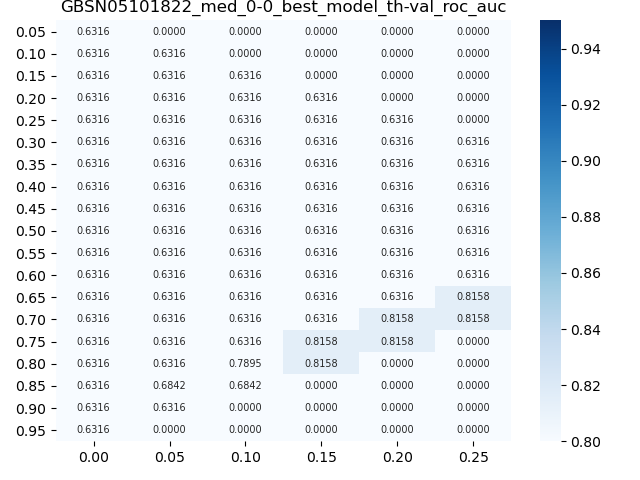 GBSN05101822_med_0-0_best_model_th-val_roc_auc
0.05 0.6316 0.0000 0.0000 0.0000 0.0000 0.0000
0.10 0.6316 0.6316 0.0000 0.0000 0.0000 0.0000
0.15 0.6316 0.6316 0.6316 0.0000 0.0000 0.0000
0.20 0.6316 0.6316 0.6316 0.6316 0.0000 0.0000
0.25 0.6316 0.6316 0.6316 0.6316 0.6316 0.0000
0.30 0.6316 0.6316 0.6316 0.6316 0.6316 0.6316
0.35 0.6316 0.6316 0.6316 0.6316 0.6316 0.6316
0.40 0.6316 0.6316 0.6316 0.6316 0.6316 0.6316
0.45 0.6316 0.6316 0.6316 0.6316 0.6316 0.6316
0.50 0.6316 0.6316 0.6316 0.6316 0.6316 0.6316
0.55 0.6316 0.6316 0.6316 0.6316 0.6316 0.6316
0.60 0.6316 0.6316 0.6316 0.6316 0.6316 0.6316
0.65 0.6316 0.6316 0.6316 0.6316 0.6316 0.8158
0.70 0.6316 0.6316 0.6316 0.6316 0.8158 0.8158
0.75 0.6316 0.6316 0.6316 0.8158 0.8158 0.0000
0.80 0.6316 0.6316 0.7895 0.8158 0.0000 0.0000
0.85 0.6316 0.6842 0.6842 0.0000 0.0000 0.0000
0.90 0.6316 0.6316 0.0000 0.0000 0.0000 0.0000
0.95 0.6316 0.0000 0.0000 0.0000 0.0000 0.0000
0.00 0.05 0.10 0.15 0.20 0.25
0.94
0.92
0.90
0.88
0.86
0.84
0.82
0.80